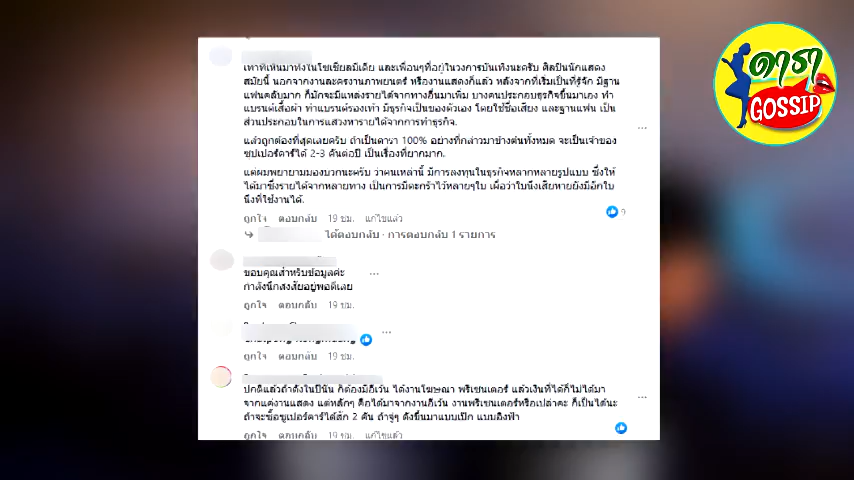 ดารา
GOSSIP
เท่าที่เห็นมาทั้งในโซเชียลมีเดีย และเพื่อนๆที่อยู่ในวงการบันเทิงนะครับ ศิลปินนักแสดง
สมัยนี้ นอกจากงานละครงานภาพยนตร์ หรืองานแสดงก็แล้ว หลังจากที่เริ่มเป็นที่รู้จัก มีฐาน
แฟนคลับมาก ก็มักจะมีแหล่งรายได้จากทางอื่นมาเพิ่ม บางคนประกอบธุรกิจขึ้นมาเอง ทำ
แบรนด์เสื้อผ้า ทำแบรนด์รองเท้า มีธุรกิจเป็นของตัวเอง โดยใช้ชื่อเสียง และฐานแฟน เป็น
ส่วนประกอบในการแสวงหารายได้จากการทำธุรกิจ.
แล้วถูกต้องที่สุดเลยครับ ถ้าเป็นดารา 100% อย่างที่กล่าวมาข้างต้นทั้งหมด จะเป็นเจ้าของ
ซุปเปอร์คาร์ได้ 2-3 คันต่อปี เป็นเรื่องที่ยากมาก.
แต่ผมพยายามมองบวกนะครับ ว่าคนเหล่านี้ มีการลงทุนในธุรกิจหลากหลายรูปแบบ ซึ่งให้
ได้มาซึ่งรายได้จากหลายทาง เป็นการมีตะกร้าไว้หลายๆใบ เผื่อว่าใบนึงเสียหายยังมีอีกใบ
นึงที่ใช้งานได้.
ถูกใจ ตอบกลับ 19 ชม. แก้ไขแล้ว
9
ได้ตอบกลับ · การตอบกลับ 1 รายการ
ขอบคุณสำหรับข้อมูลค่ะ
กำลังนึกสงสัยอยู่พอดีเลย
ถูกใจ ตอบกลับ 19 ชม.
ถูกใจ ตอบกลับ 19 ชม.
ปกติแล้วถ้าดังในปีนั้น ก็ต้องมีอีเว้น ได้งานโฆษณา พรีเซนเตอร์ แล้วเงินที่ได้ก็ไม่ได้มา
จากแค่งานแสดง แต่หลักๆ คือได้มาจากงานอีเว้น งานพรีเซนเตอร์หรือเปล่าคะ ก็เป็นได้นะ
ถ้าจะซื้อซูเปอร์คาร์ได้สัก 2 คัน ถ้าจู่ๆ ดังขึ้นมาแบบเป๊ก แบบอิงฟ้า
ถูกใจ ตอบกลับ 19 ชม. แก้ไขแล้ว